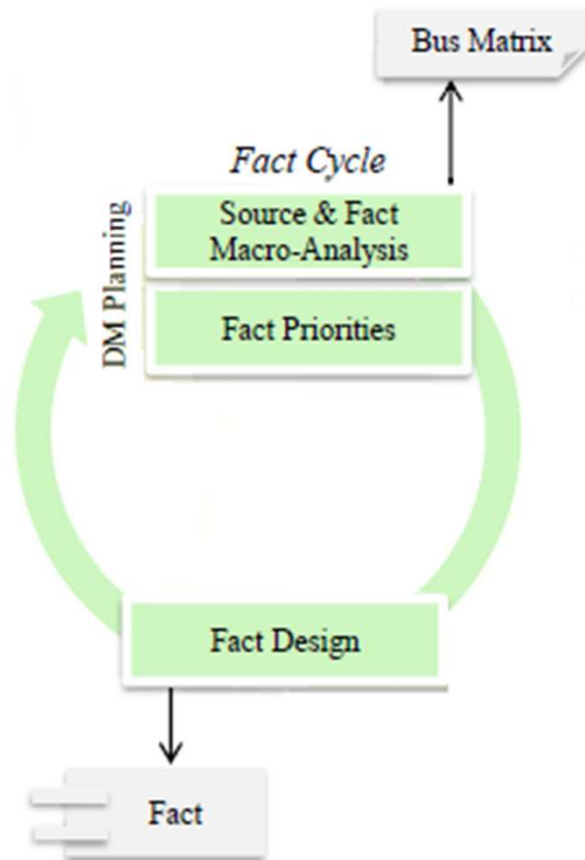 Bus Matrix
Fact Cycle
DM Planning
Source & Fact
Macro-Analysis
Fact Priorities
Fact Design
Fact